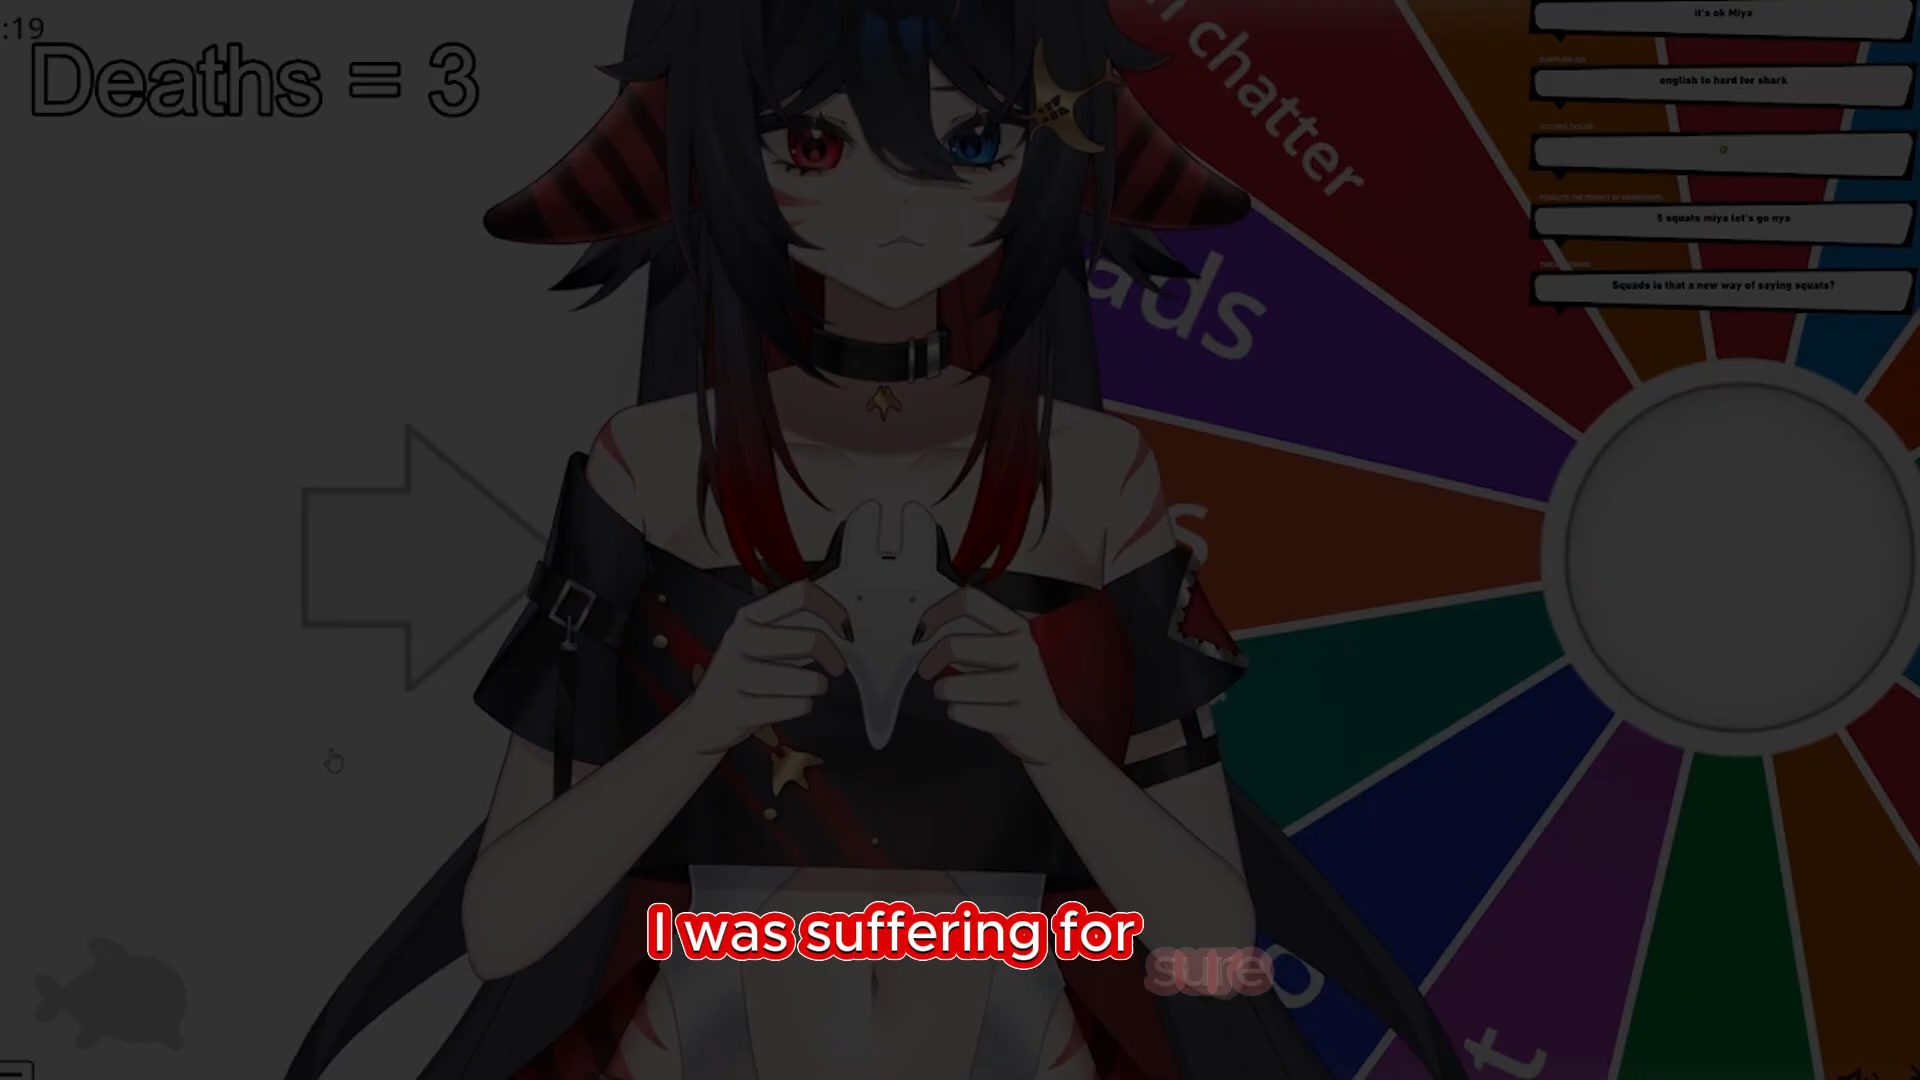 :19
Deaths = 3
chatter
ads
s
t
it's ok Miya
english to hard for shark
5 squats miya let's go nya
Squads is that a new way of saying squats?
I was suffering for
sure